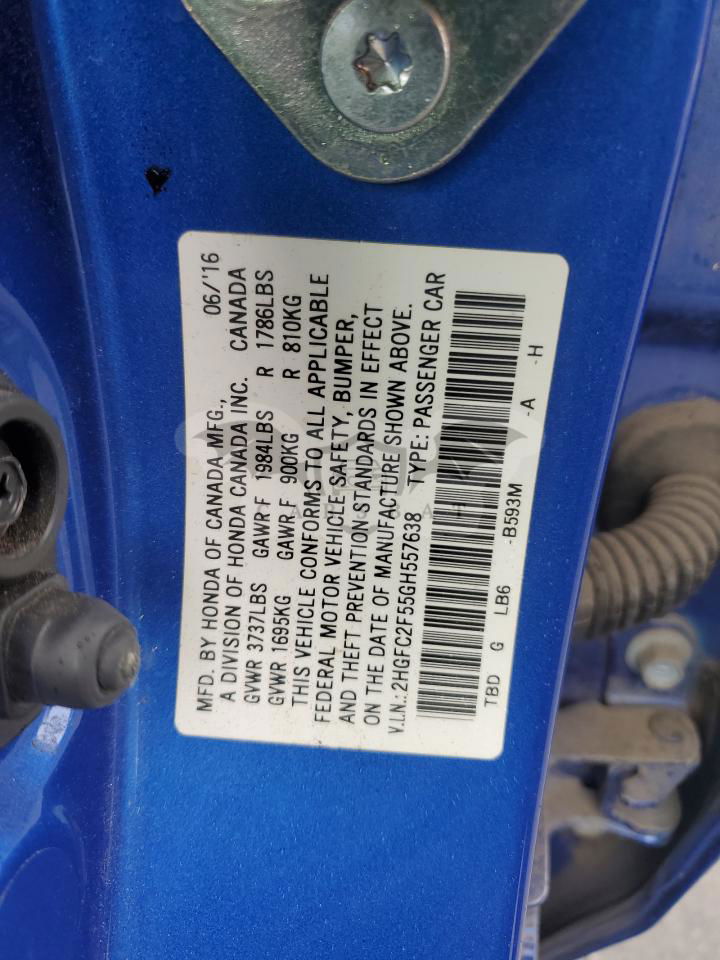 MFD. BY HONDA OF CANADA MFG., 06/'16
A DIVISION OF HONDA CANADA INC. CANADA
GVWR 3737LBS GAWR F 1984LBS R 1786LBS
GVWR 1695KG GAWR F 900KG R 810KG
THIS VEHICLE CONFORMS TO ALL APPLICABLE
FEDERAL MOTOR VEHICLE SAFETY, BUMPER,
AND THEFT PREVENTION STANDARDS IN EFFECT
ON THE DATE OF MANUFACTURE SHOWN ABOVE.
V.I.N.: 2HGFC2F55GH557638 TYPE: PASSENGER CAR
TBD G LB6 -B593M -A -H